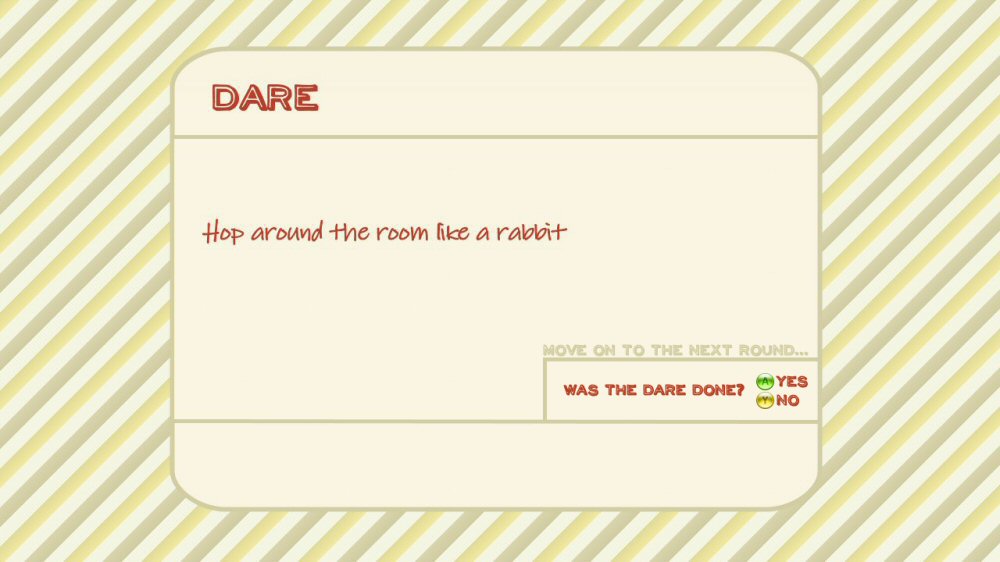 DARE
Hop around the room like a rabbit
MOVE ON TO THE NEXT ROUND...
WAS THE DARE DONE? A YES
Y NO